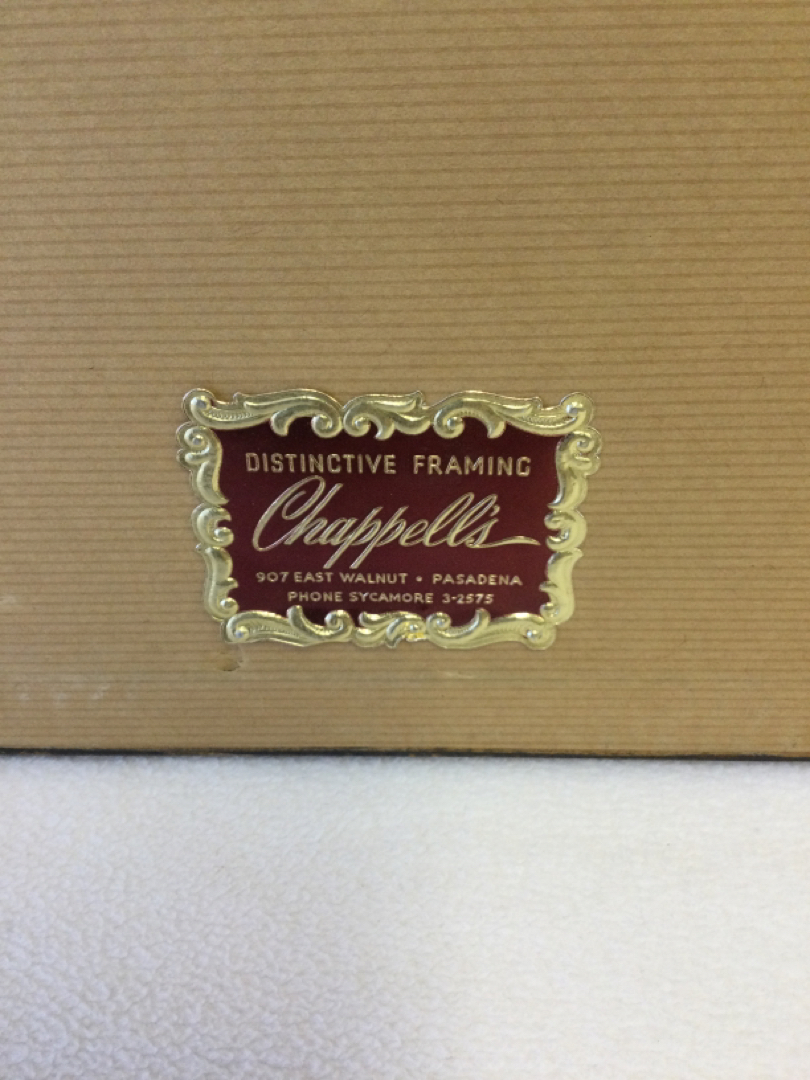 DISTINCTIVE FRAMING
Chappell's
907 EAST WALNUT • PASADENA
PHONE SYCAMORE 3-2575